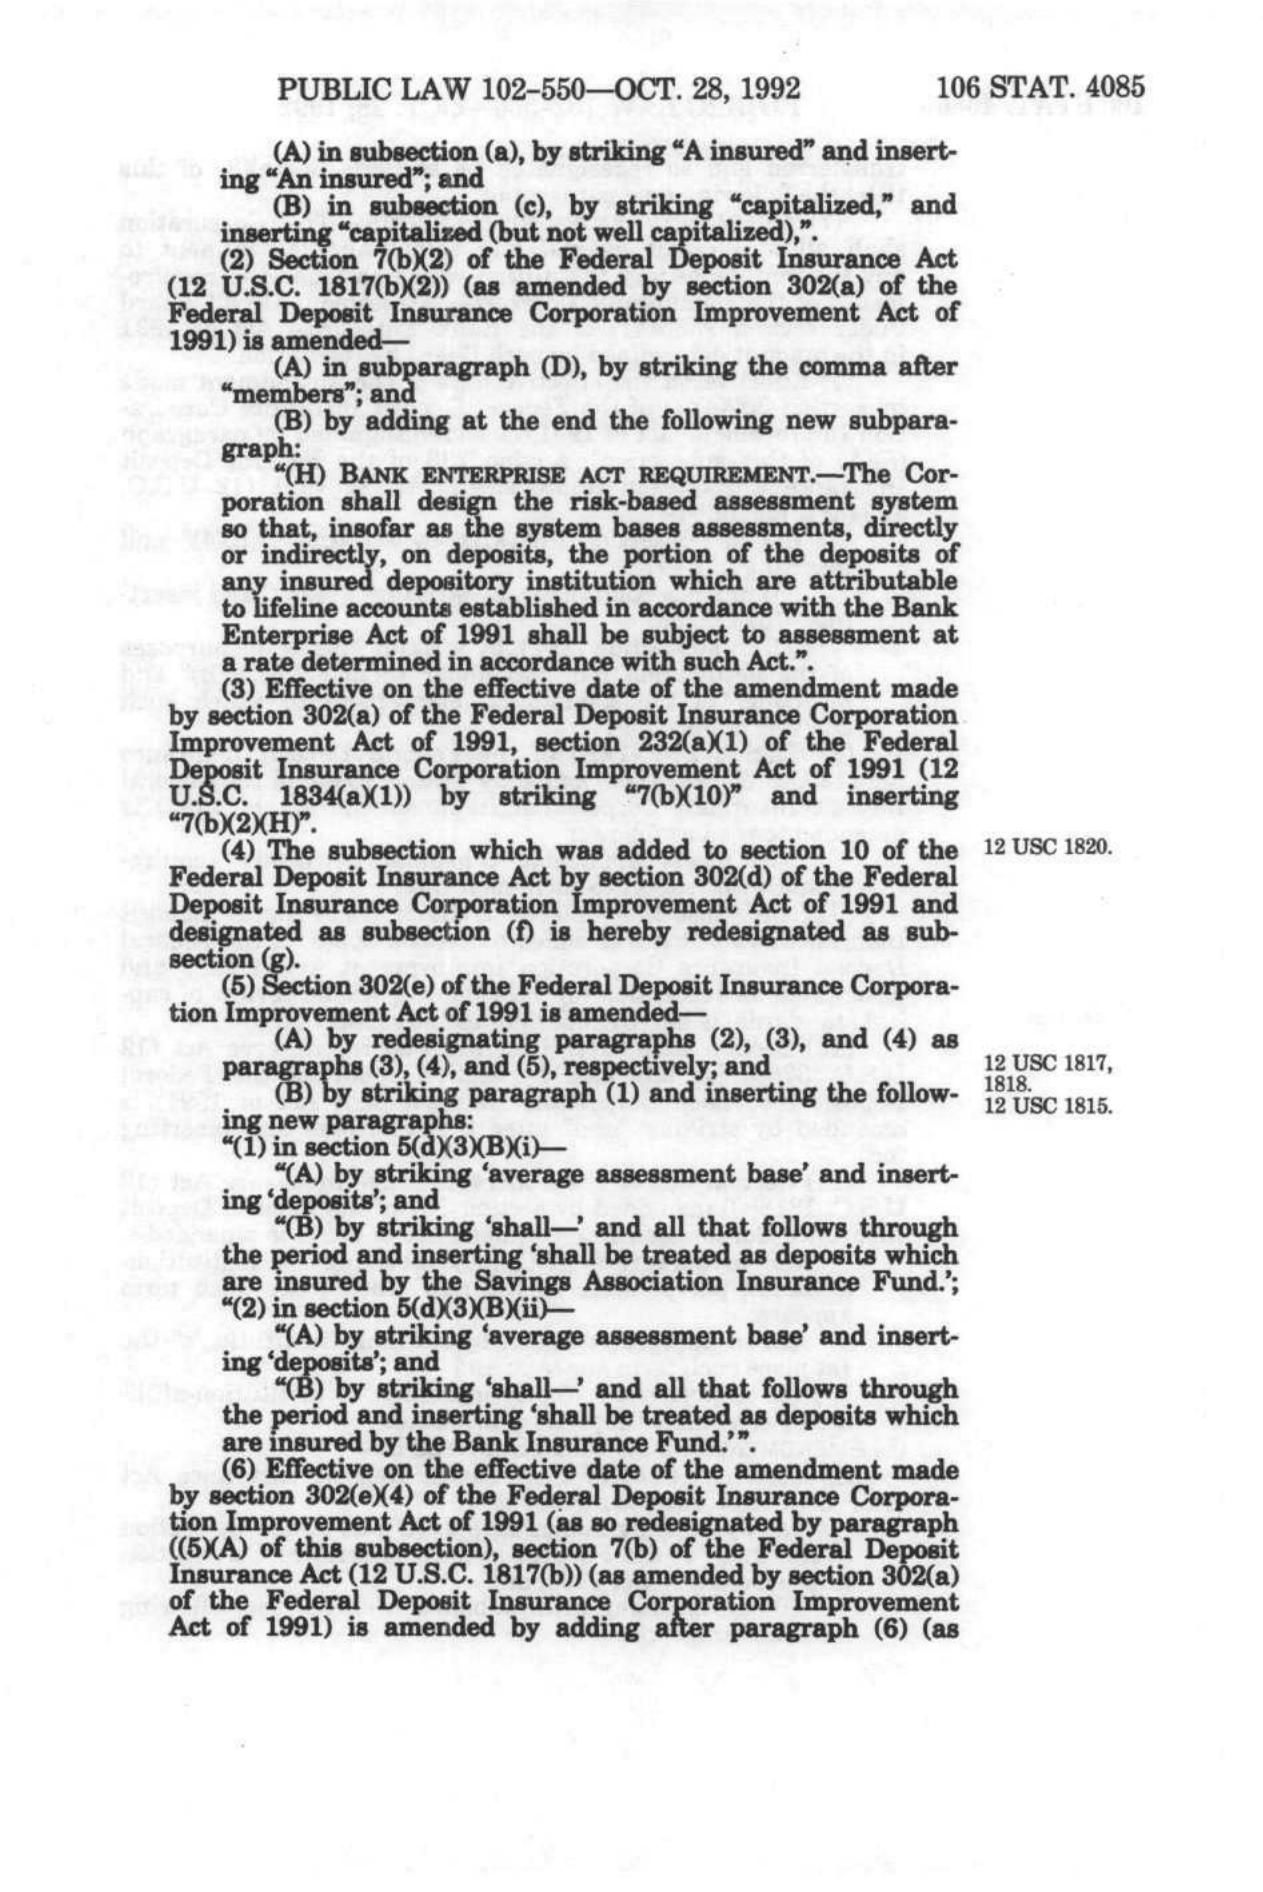 PUBLIC LAW 102–550—OCT. 28, 1992 106 STAT. 4085
(A) in subsection (a), by striking “A insured” and insert-
ing “An insured”; and
(B) in subsection (c), by striking “capitalized,” and
inserting “capitalized (but not well capitalized),”.
(2) Section 7(b)(2) of the Federal Deposit Insurance Act
(12 U.S.C. 1817(b)(2)) (as amended by section 302(a) of the
Federal Deposit Insurance Corporation Improvement Act of
1991) is amended—
(A) in subparagraph (D), by striking the comma after
“members”; and
(B) by adding at the end the following new subpara-
graph:
“(H) BANK ENTERPRISE ACT REQUIREMENT.—The Cor-
poration shall design the risk-based assessment system
so that, insofar as the system bases assessments, directly
or indirectly, on deposits, the portion of the deposits of
any insured depository institution which are attributable
to lifeline accounts established in accordance with the Bank
Enterprise Act of 1991 shall be subject to assessment at
a rate determined in accordance with such Act.”.
(3) Effective on the effective date of the amendment made
by section 302(a) of the Federal Deposit Insurance Corporation
Improvement Act of 1991, section 232(a)(1) of the Federal
Deposit Insurance Corporation Improvement Act of 1991 (12
U.S.C. 1834(a)(1)) by striking “7(b)(10)” and inserting
“7(b)(2)(H)”.
(4) The subsection which was added to section 10 of the
Federal Deposit Insurance Act by section 302(d) of the Federal
Deposit Insurance Corporation Improvement Act of 1991 and
designated as subsection (f) is hereby redesignated as sub-
section (g).
12 USC 1820.
(5) Section 302(e) of the Federal Deposit Insurance Corpora-
tion Improvement Act of 1991 is amended—
(A) by redesignating paragraphs (2), (3), and (4) as
paragraphs (3), (4), and (5), respectively; and
(B) by striking paragraph (1) and inserting the follow-
ing new paragraphs:
12 USC 1817,
1818.
12 USC 1815.
“(1) in section 5(d)(3)(B)(i)—
“(A) by striking ‘average assessment base’ and insert-
ing ‘deposits’; and
“(B) by striking ‘shall—’ and all that follows through
the period and inserting ‘shall be treated as deposits which
are insured by the Savings Association Insurance Fund.’;
“(2) in section 5(d)(3)(B)(ii)—
“(A) by striking ‘average assessment base’ and insert-
ing ‘deposits’; and
“(B) by striking ‘shall—’ and all that follows through
the period and inserting ‘shall be treated as deposits which
are insured by the Bank Insurance Fund.’”.
(6) Effective on the effective date of the amendment made
by section 302(e)(4) of the Federal Deposit Insurance Corpora-
tion Improvement Act of 1991 (as so redesignated by paragraph
((5)(A) of this subsection), section 7(b) of the Federal Deposit
Insurance Act (12 U.S.C. 1817(b)) (as amended by section 302(a)
of the Federal Deposit Insurance Corporation Improvement
Act of 1991) is amended by adding after paragraph (6) (as